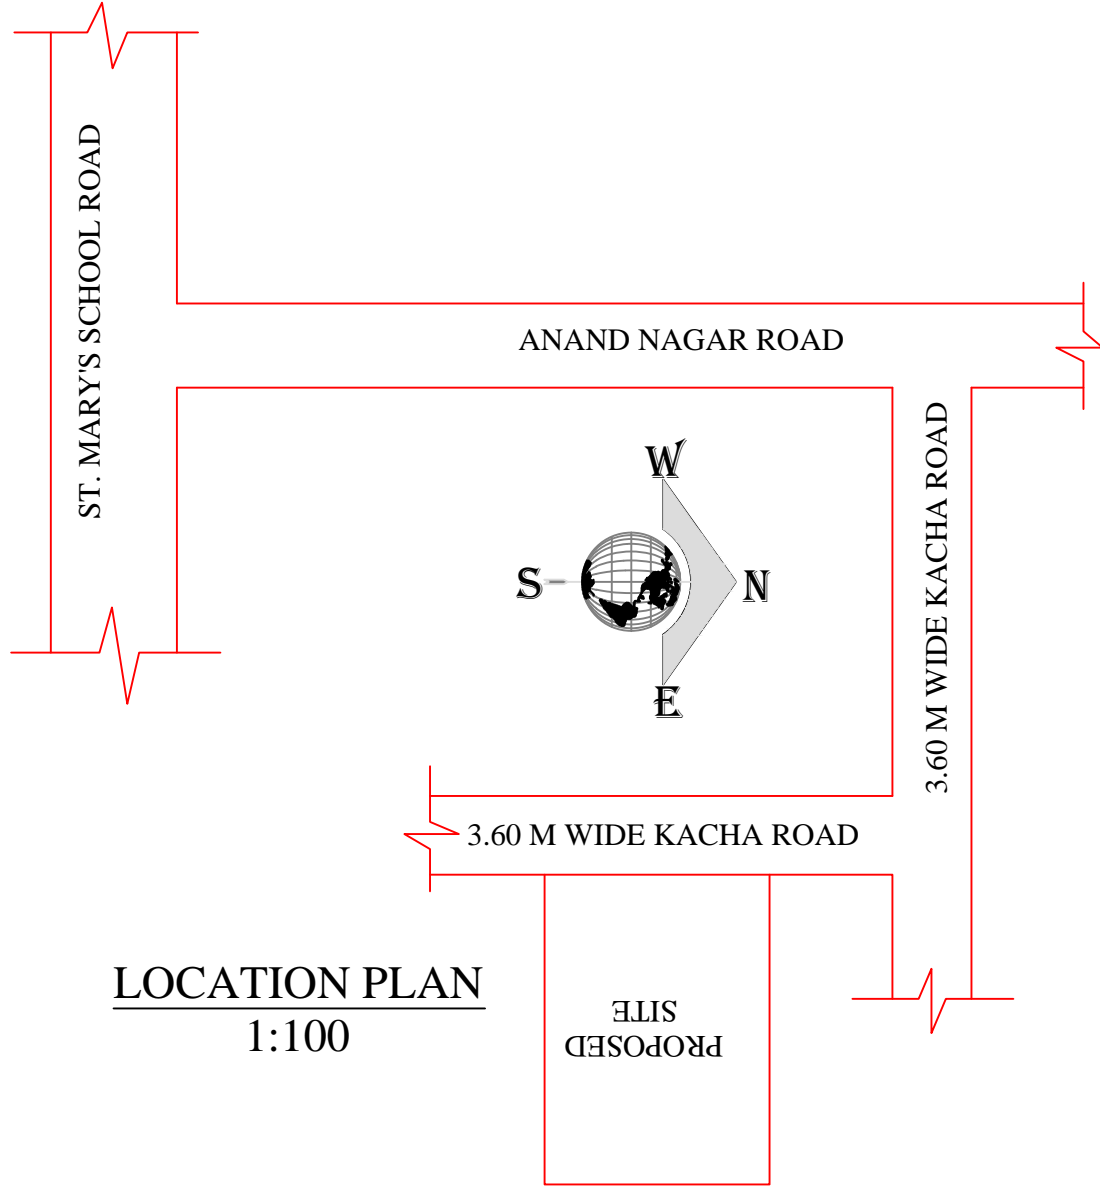 ST. MARY'S SCHOOL ROAD
ANAND NAGAR ROAD
3.60 M WIDE KACHA ROAD
W
S
N
E
3.60 M WIDE KACHA ROAD
LOCATION PLAN
1:100
PROPOSED
SITE